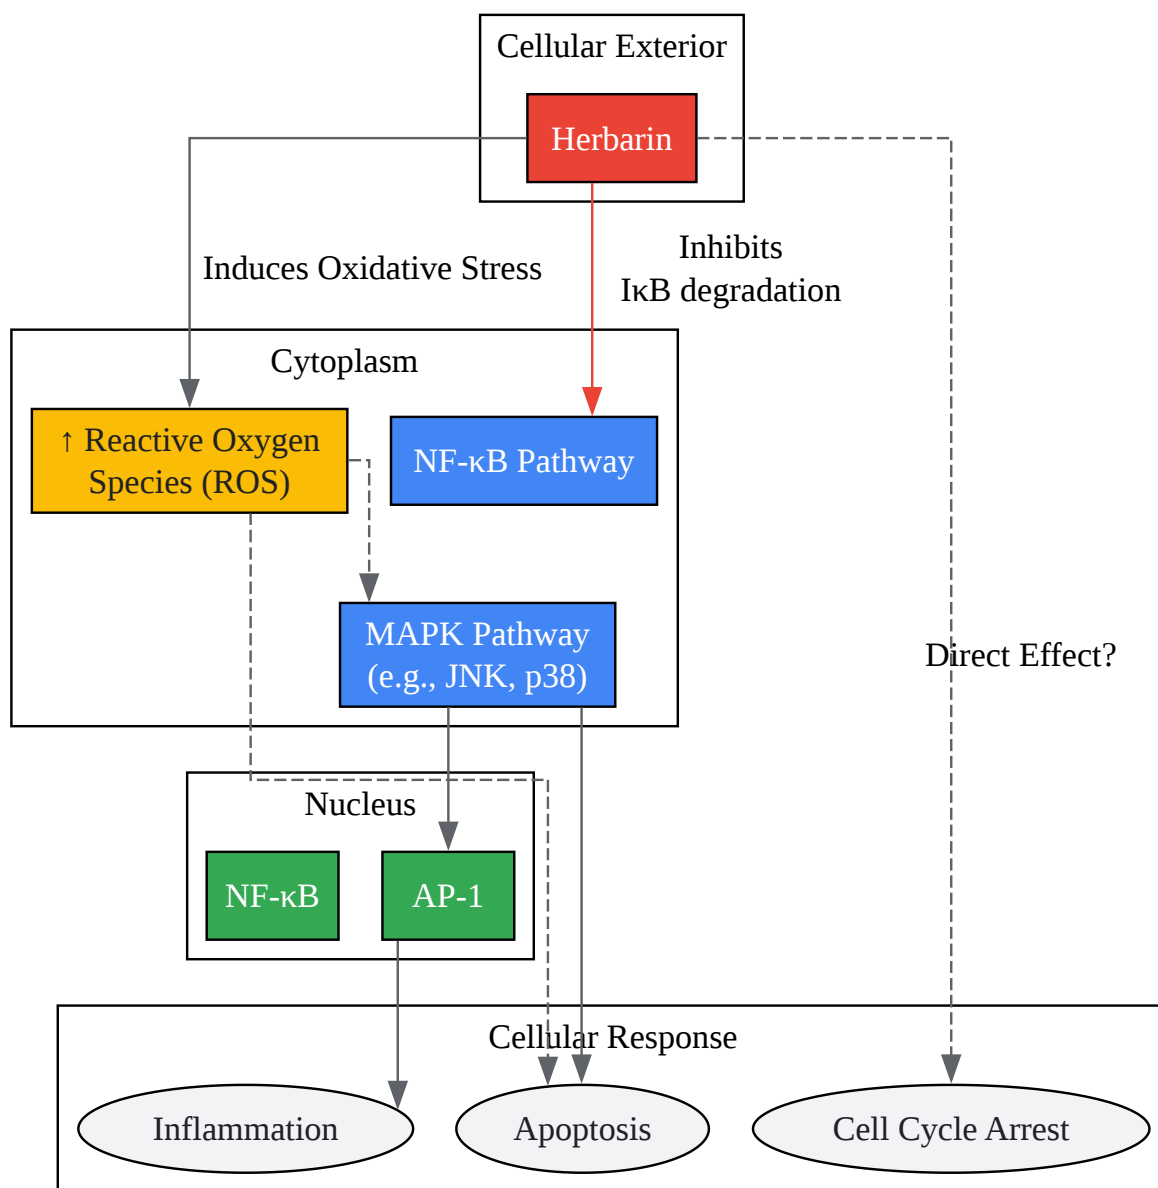 Cellular Exterior
Herbarin
Inhibits
IκB degradation
Induces Oxidative Stress
Cytoplasm
↑ Reactive Oxygen
Species (ROS)
NF-κB Pathway
MAPK Pathway
(e.g., JNK, p38)
Direct Effect?
Nucleus
NF-κB
AP-1
Cellular Response
Inflammation
Apoptosis
Cell Cycle Arrest